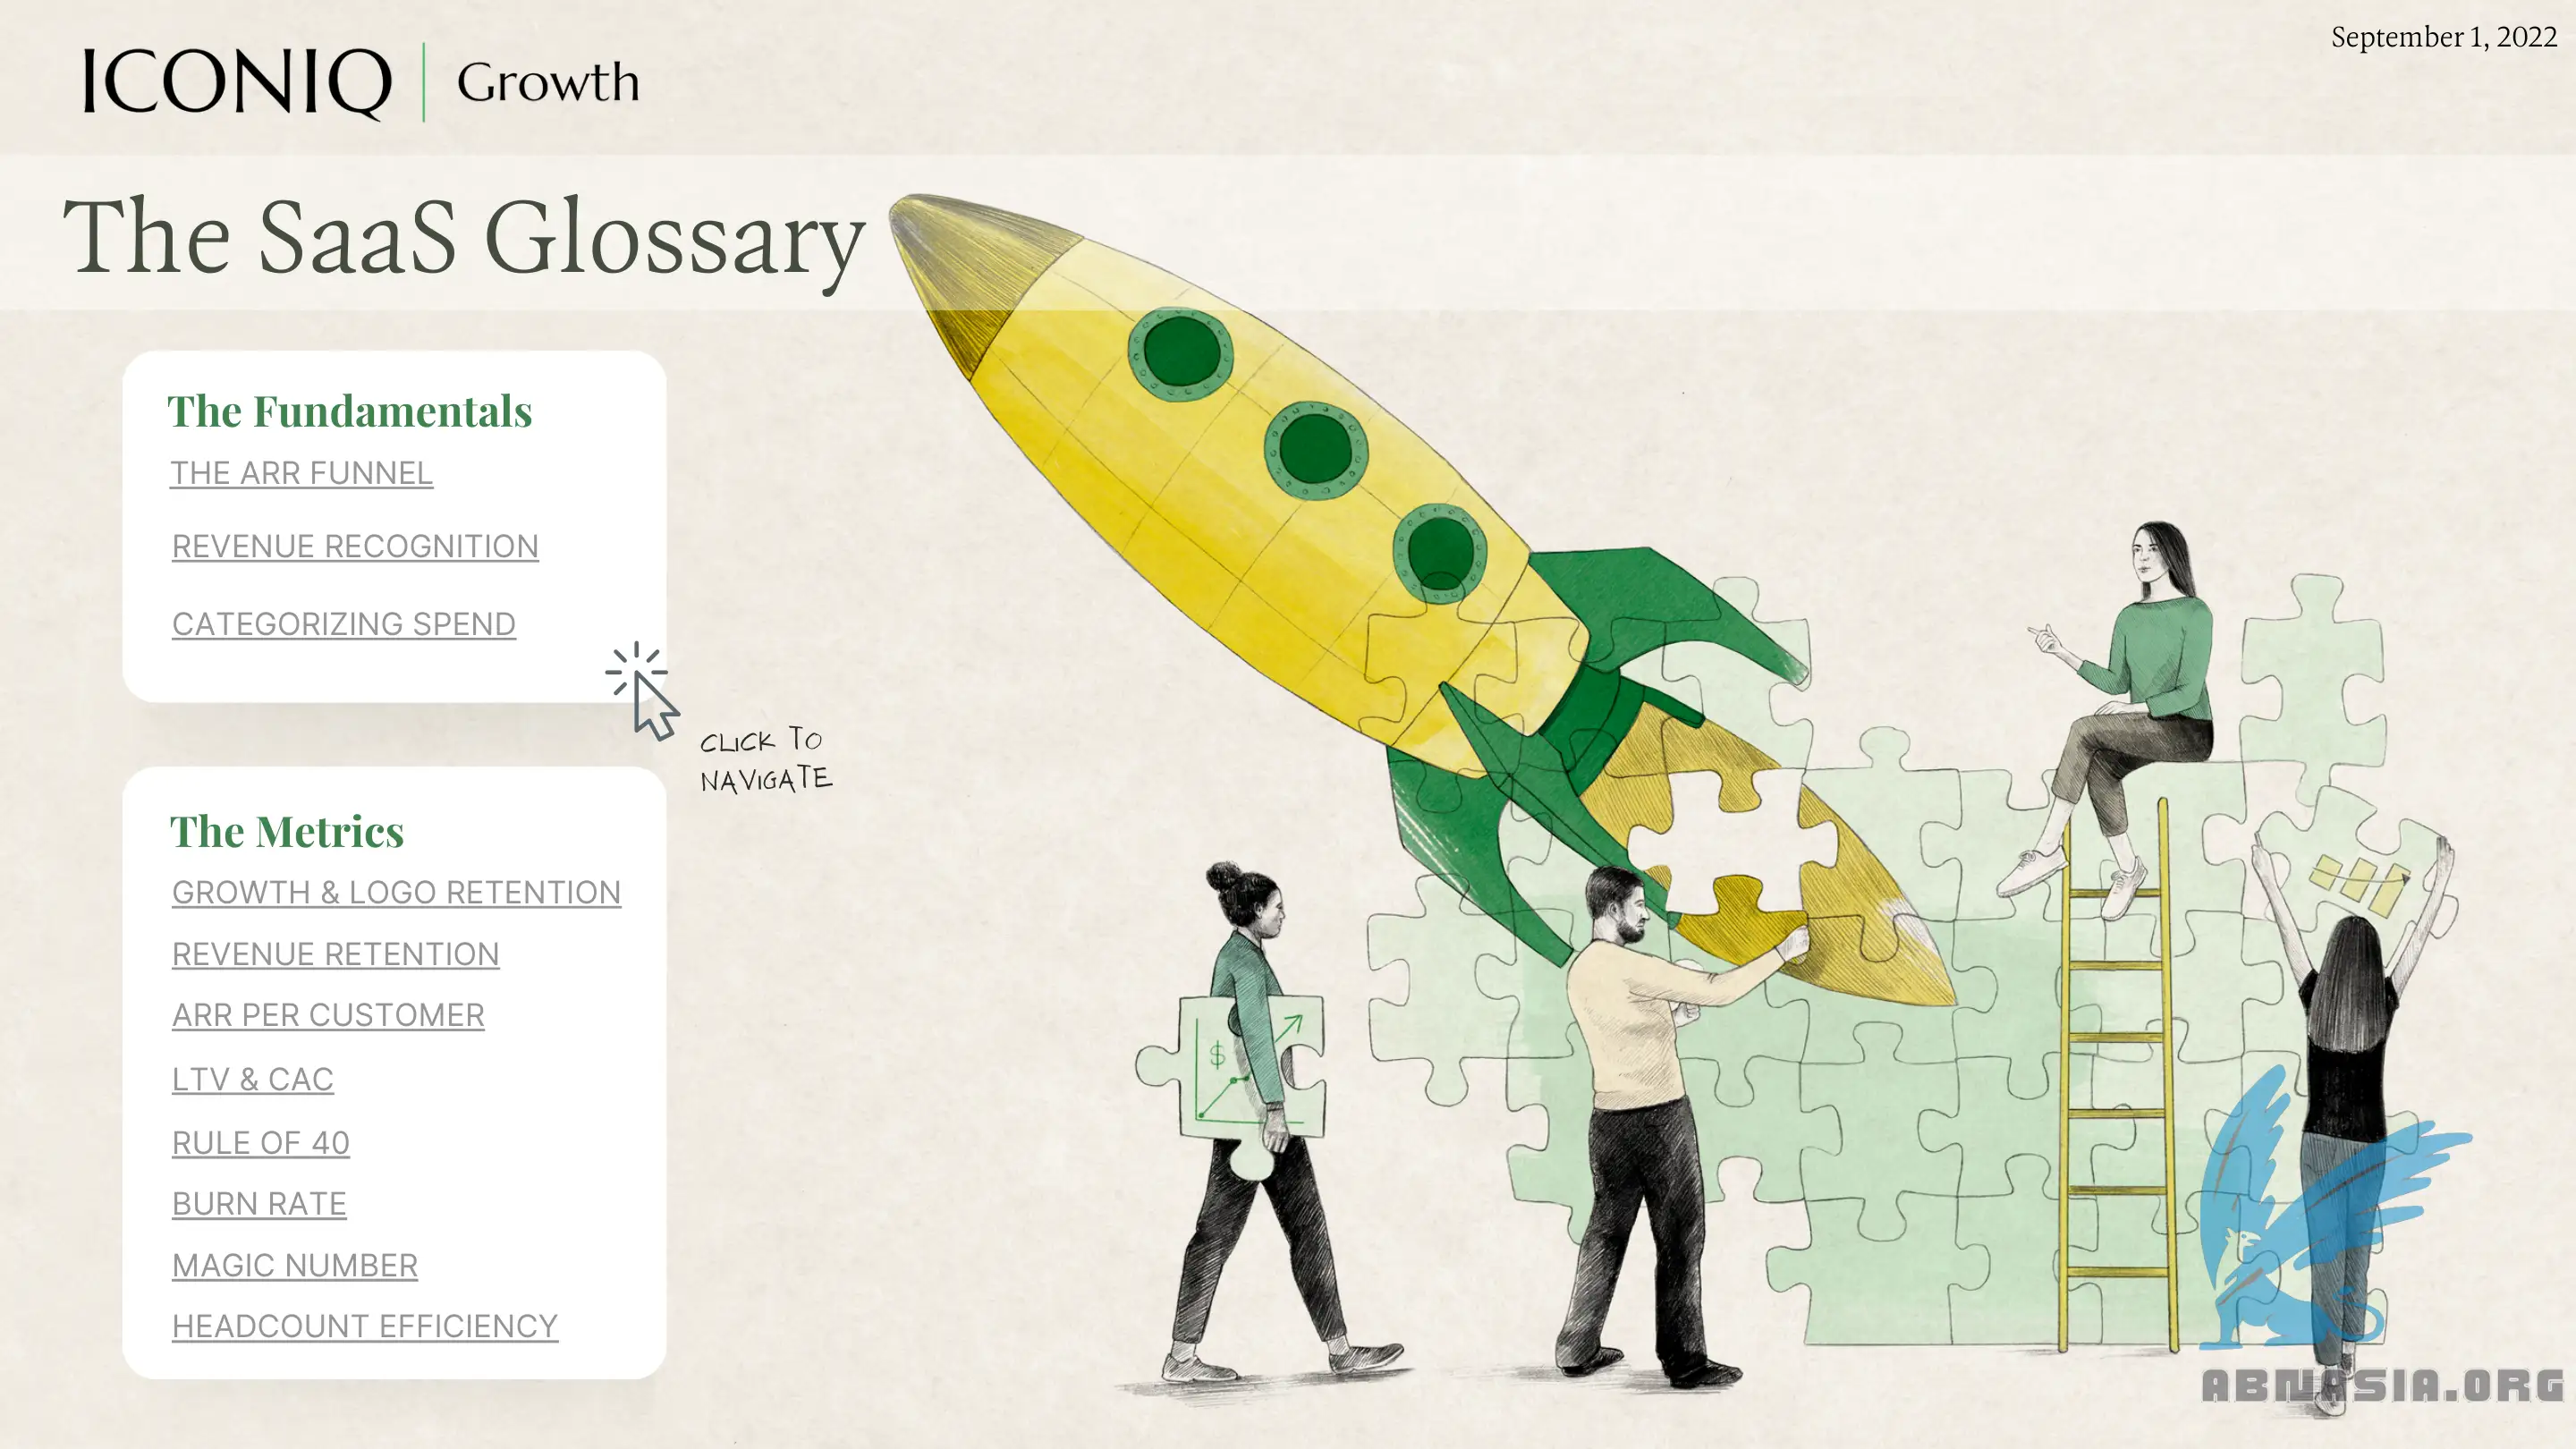 September 1, 2022
ICONIQ | Growth
The SaaS Glossary
The Fundamentals
THE ARR FUNNEL
REVENUE RECOGNITION
CATEGORIZING SPEND
CLICK TO
NAVIGATE
The Metrics
GROWTH & LOGO RETENTION
REVENUE RETENTION
ARR PER CUSTOMER
LTV & CAC
RULE OF 40
BURN RATE
MAGIC NUMBER
HEADCOUNT EFFICIENCY
$
ABNASIA.ORG